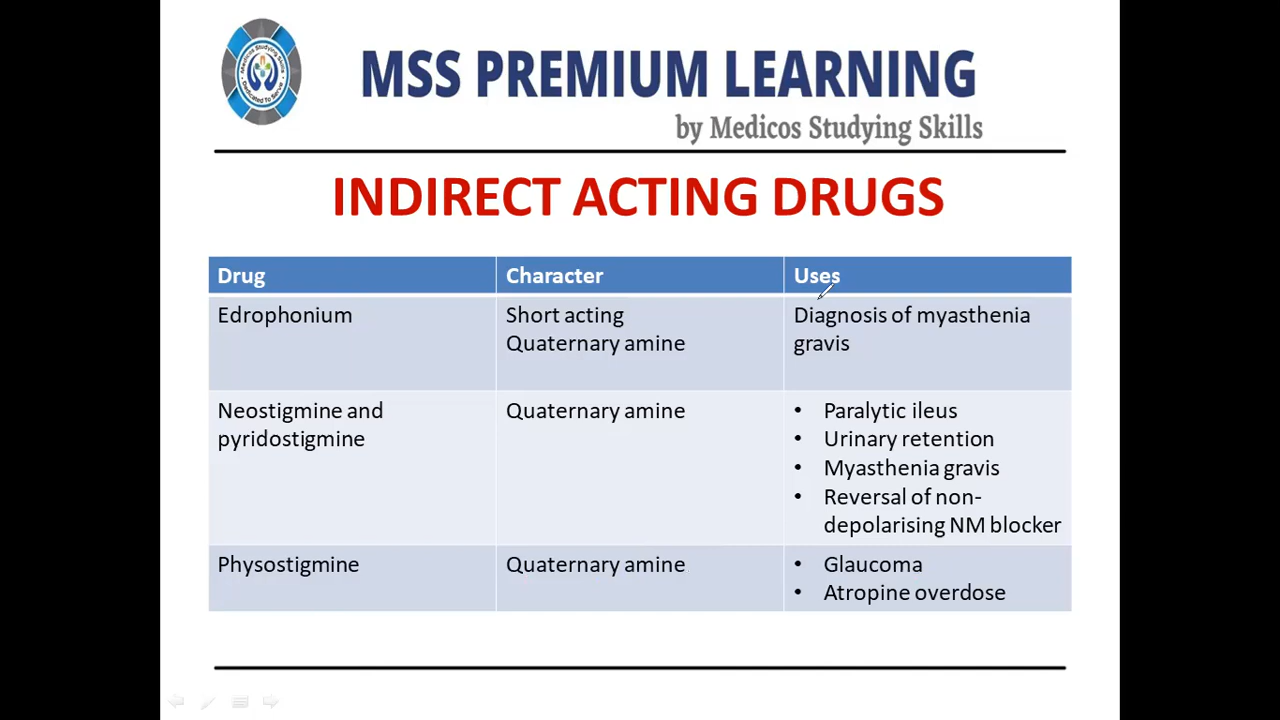 MSS PREMIUM LEARNING
by Medicos Studying Skills
INDIRECT ACTING DRUGS
Drug
Character
Uses
Edrophonium
Short acting
Quaternary amine
Diagnosis of myasthenia
gravis
Neostigmine and
pyridostigmine
Quaternary amine
• Paralytic ileus
• Urinary retention
• Myasthenia gravis
• Reversal of non-
depolarising NM blocker
Physostigmine
Quaternary amine
• Glaucoma
• Atropine overdose